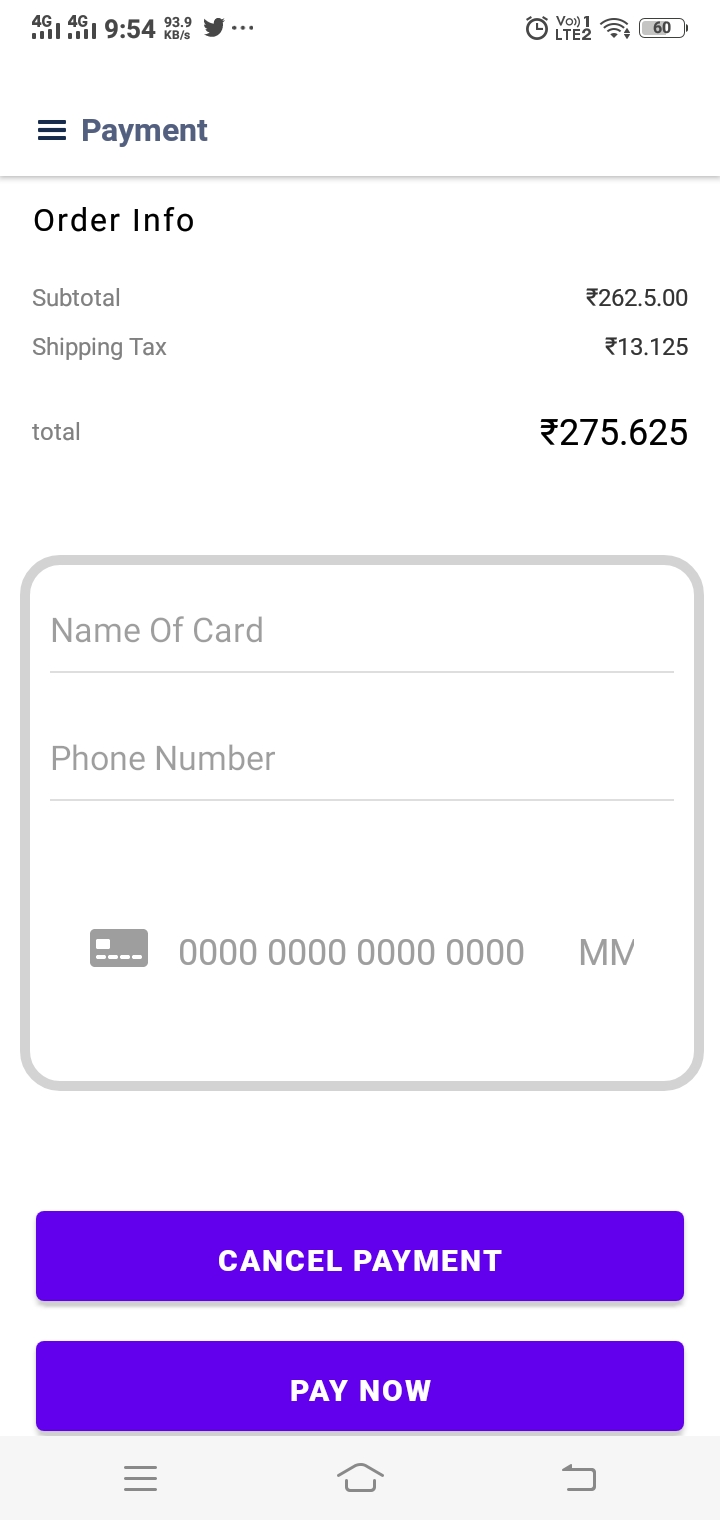 4G 4G 9:54 93.9 KB/s ... Vo)) 1 LTE2 60
Payment
Order Info
Subtotal ₹262.5.00
Shipping Tax ₹13.125
total ₹275.625
Name Of Card
Phone Number
0000 0000 0000 0000 MM
CANCEL PAYMENT
PAY NOW